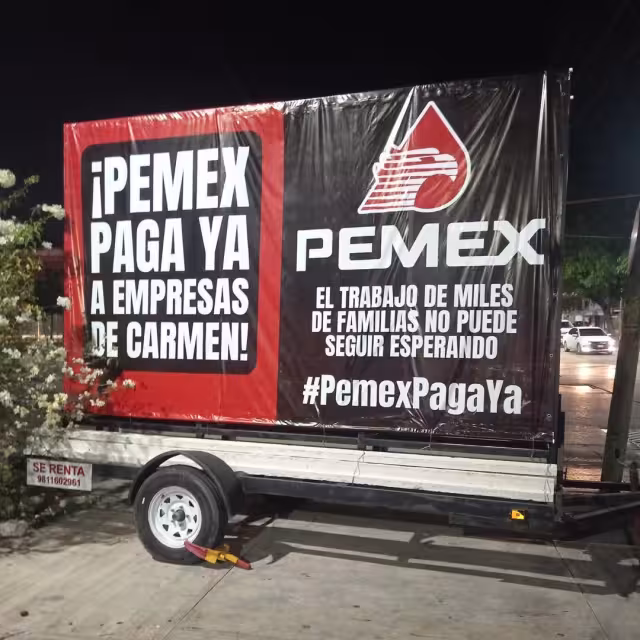 ¡PEMEX
PAGA YA
A EMPRESAS
DE CARMEN!
PEMEX
EL TRABAJO DE MILES
DE FAMILIAS NO PUEDE
SEGUIR ESPERANDO
#PemexPagaYa
SE RENTA
9811602961